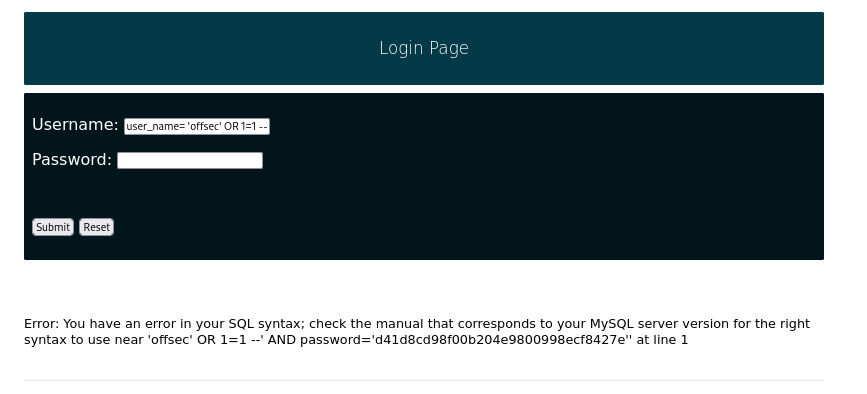 Login Page
Username: user_name= 'offsec' OR 1=1 --
Password:
Submit Reset
Error: You have an error in your SQL syntax; check the manual that corresponds to your MySQL server version for the right
syntax to use near 'offsec' OR 1=1 --' AND password='d41d8cd98f00b204e9800998ecf8427e'' at line 1